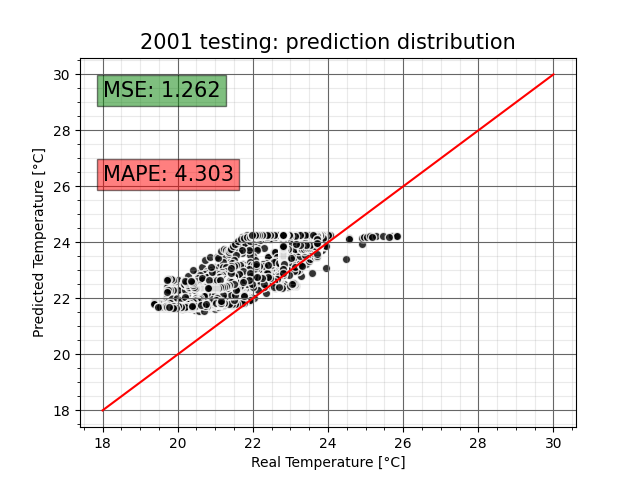 2001 testing: prediction distribution
MSE: 1.262
MAPE: 4.303
Predicted Temperature [°C]
30
28
26
24
22
20
18
18 20 22 24 26 28 30
Real Temperature [°C]